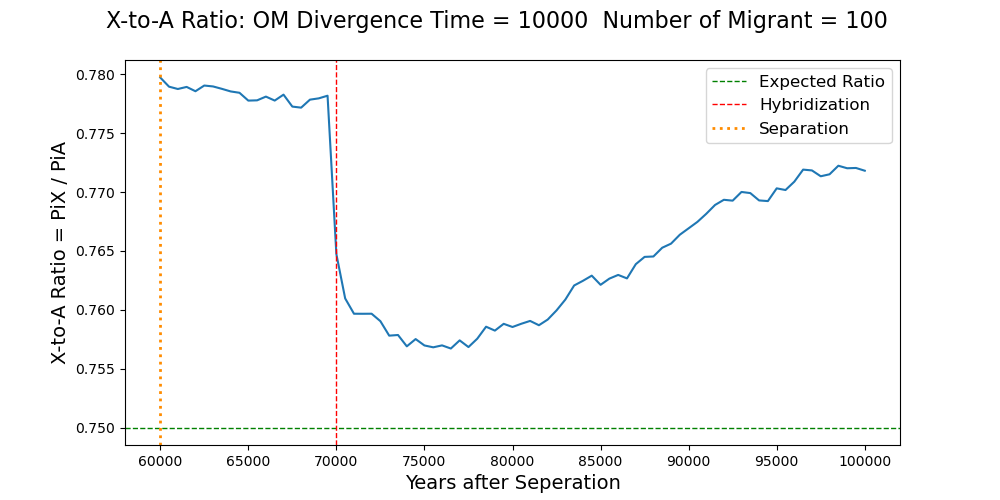 X-to-A Ratio: OM Divergence Time = 10000  Number of Migrant = 100
Expected Ratio
Hybridization
Separation
X-to-A Ratio = PiX / PiA
0.780
0.775
0.770
0.765
0.760
0.755
0.750
60000 65000 70000 75000 80000 85000 90000 95000 100000
Years after Seperation